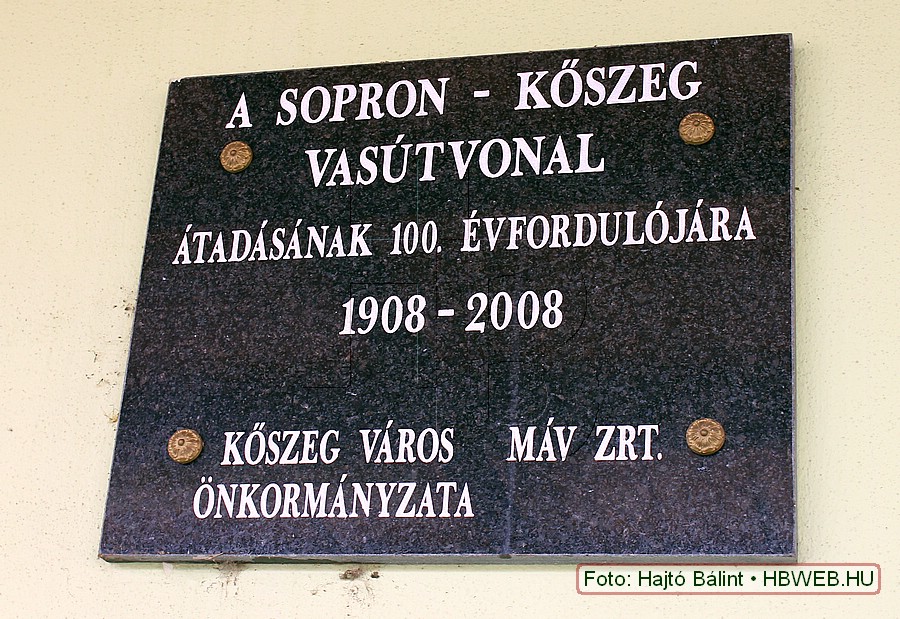 A SOPRON - KŐSZEG
VASÚTVONAL
ÁTADÁSÁNAK 100. ÉVFORDULÓJÁRA
1908 - 2008
KŐSZEG VÁROS MÁV ZRT.
ÖNKORMÁNYZATA
Foto: Hajtó Bálint • HBWEB.HU